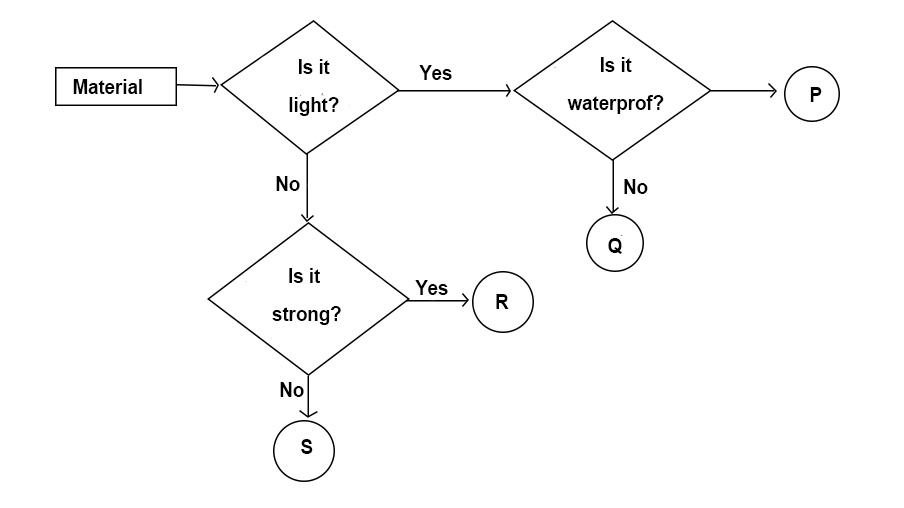 Material
Is it
light?
Yes
Is it
waterprof?
P
No
No
Q
Is it
strong?
Yes
R
No
S